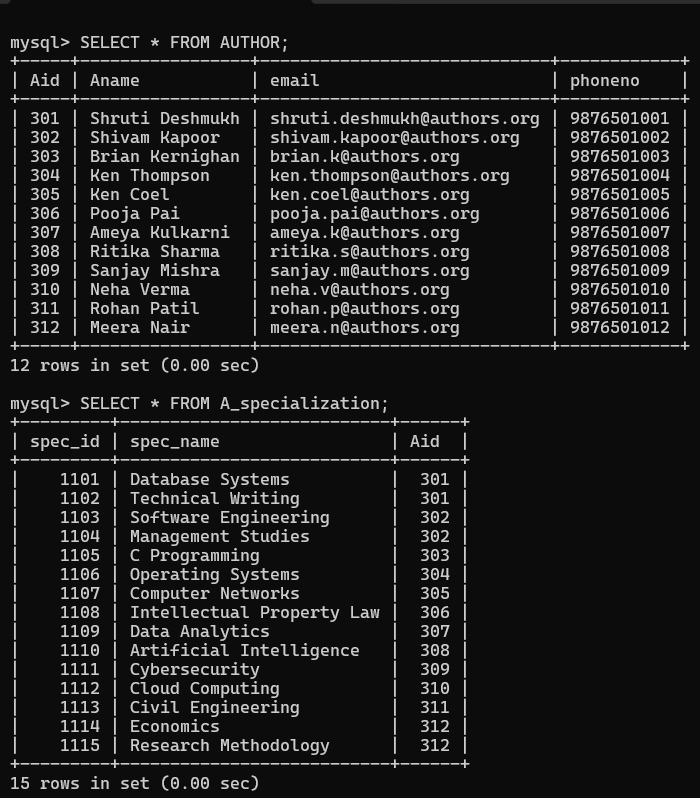 mysql> SELECT * FROM AUTHOR;
+-----+-----------------+-----------------------------+------------+
| Aid | Aname           | email                       | phoneno    |
+-----+-----------------+-----------------------------+------------+
| 301 | Shruti Deshmukh | shruti.deshmukh@authors.org | 9876501001 |
| 302 | Shivam Kapoor   | shivam.kapoor@authors.org   | 9876501002 |
| 303 | Brian Kernighan | brian.k@authors.org         | 9876501003 |
| 304 | Ken Thompson    | ken.thompson@authors.org    | 9876501004 |
| 305 | Ken Coel        | ken.coel@authors.org        | 9876501005 |
| 306 | Pooja Pai       | pooja.pai@authors.org       | 9876501006 |
| 307 | Ameya Kulkarni  | ameya.k@authors.org         | 9876501007 |
| 308 | Ritika Sharma   | ritika.s@authors.org        | 9876501008 |
| 309 | Sanjay Mishra   | sanjay.m@authors.org        | 9876501009 |
| 310 | Neha Verma      | neha.v@authors.org          | 9876501010 |
| 311 | Rohan Patil     | rohan.p@authors.org         | 9876501011 |
| 312 | Meera Nair      | meera.n@authors.org         | 9876501012 |
+-----+-----------------+-----------------------------+------------+
12 rows in set (0.00 sec)

mysql> SELECT * FROM A_specialization;
+---------+---------------------------+------+
| spec_id | spec_name                 | Aid  |
+---------+---------------------------+------+
|    1101 | Database Systems          |  301 |
|    1102 | Technical Writing         |  301 |
|    1103 | Software Engineering      |  302 |
|    1104 | Management Studies        |  302 |
|    1105 | C Programming             |  303 |
|    1106 | Operating Systems         |  304 |
|    1107 | Computer Networks         |  305 |
|    1108 | Intellectual Property Law |  306 |
|    1109 | Data Analytics            |  307 |
|    1110 | Artificial Intelligence   |  308 |
|    1111 | Cybersecurity             |  309 |
|    1112 | Cloud Computing           |  310 |
|    1113 | Civil Engineering         |  311 |
|    1114 | Economics                 |  312 |
|    1115 | Research Methodology      |  312 |
+---------+---------------------------+------+
15 rows in set (0.00 sec)